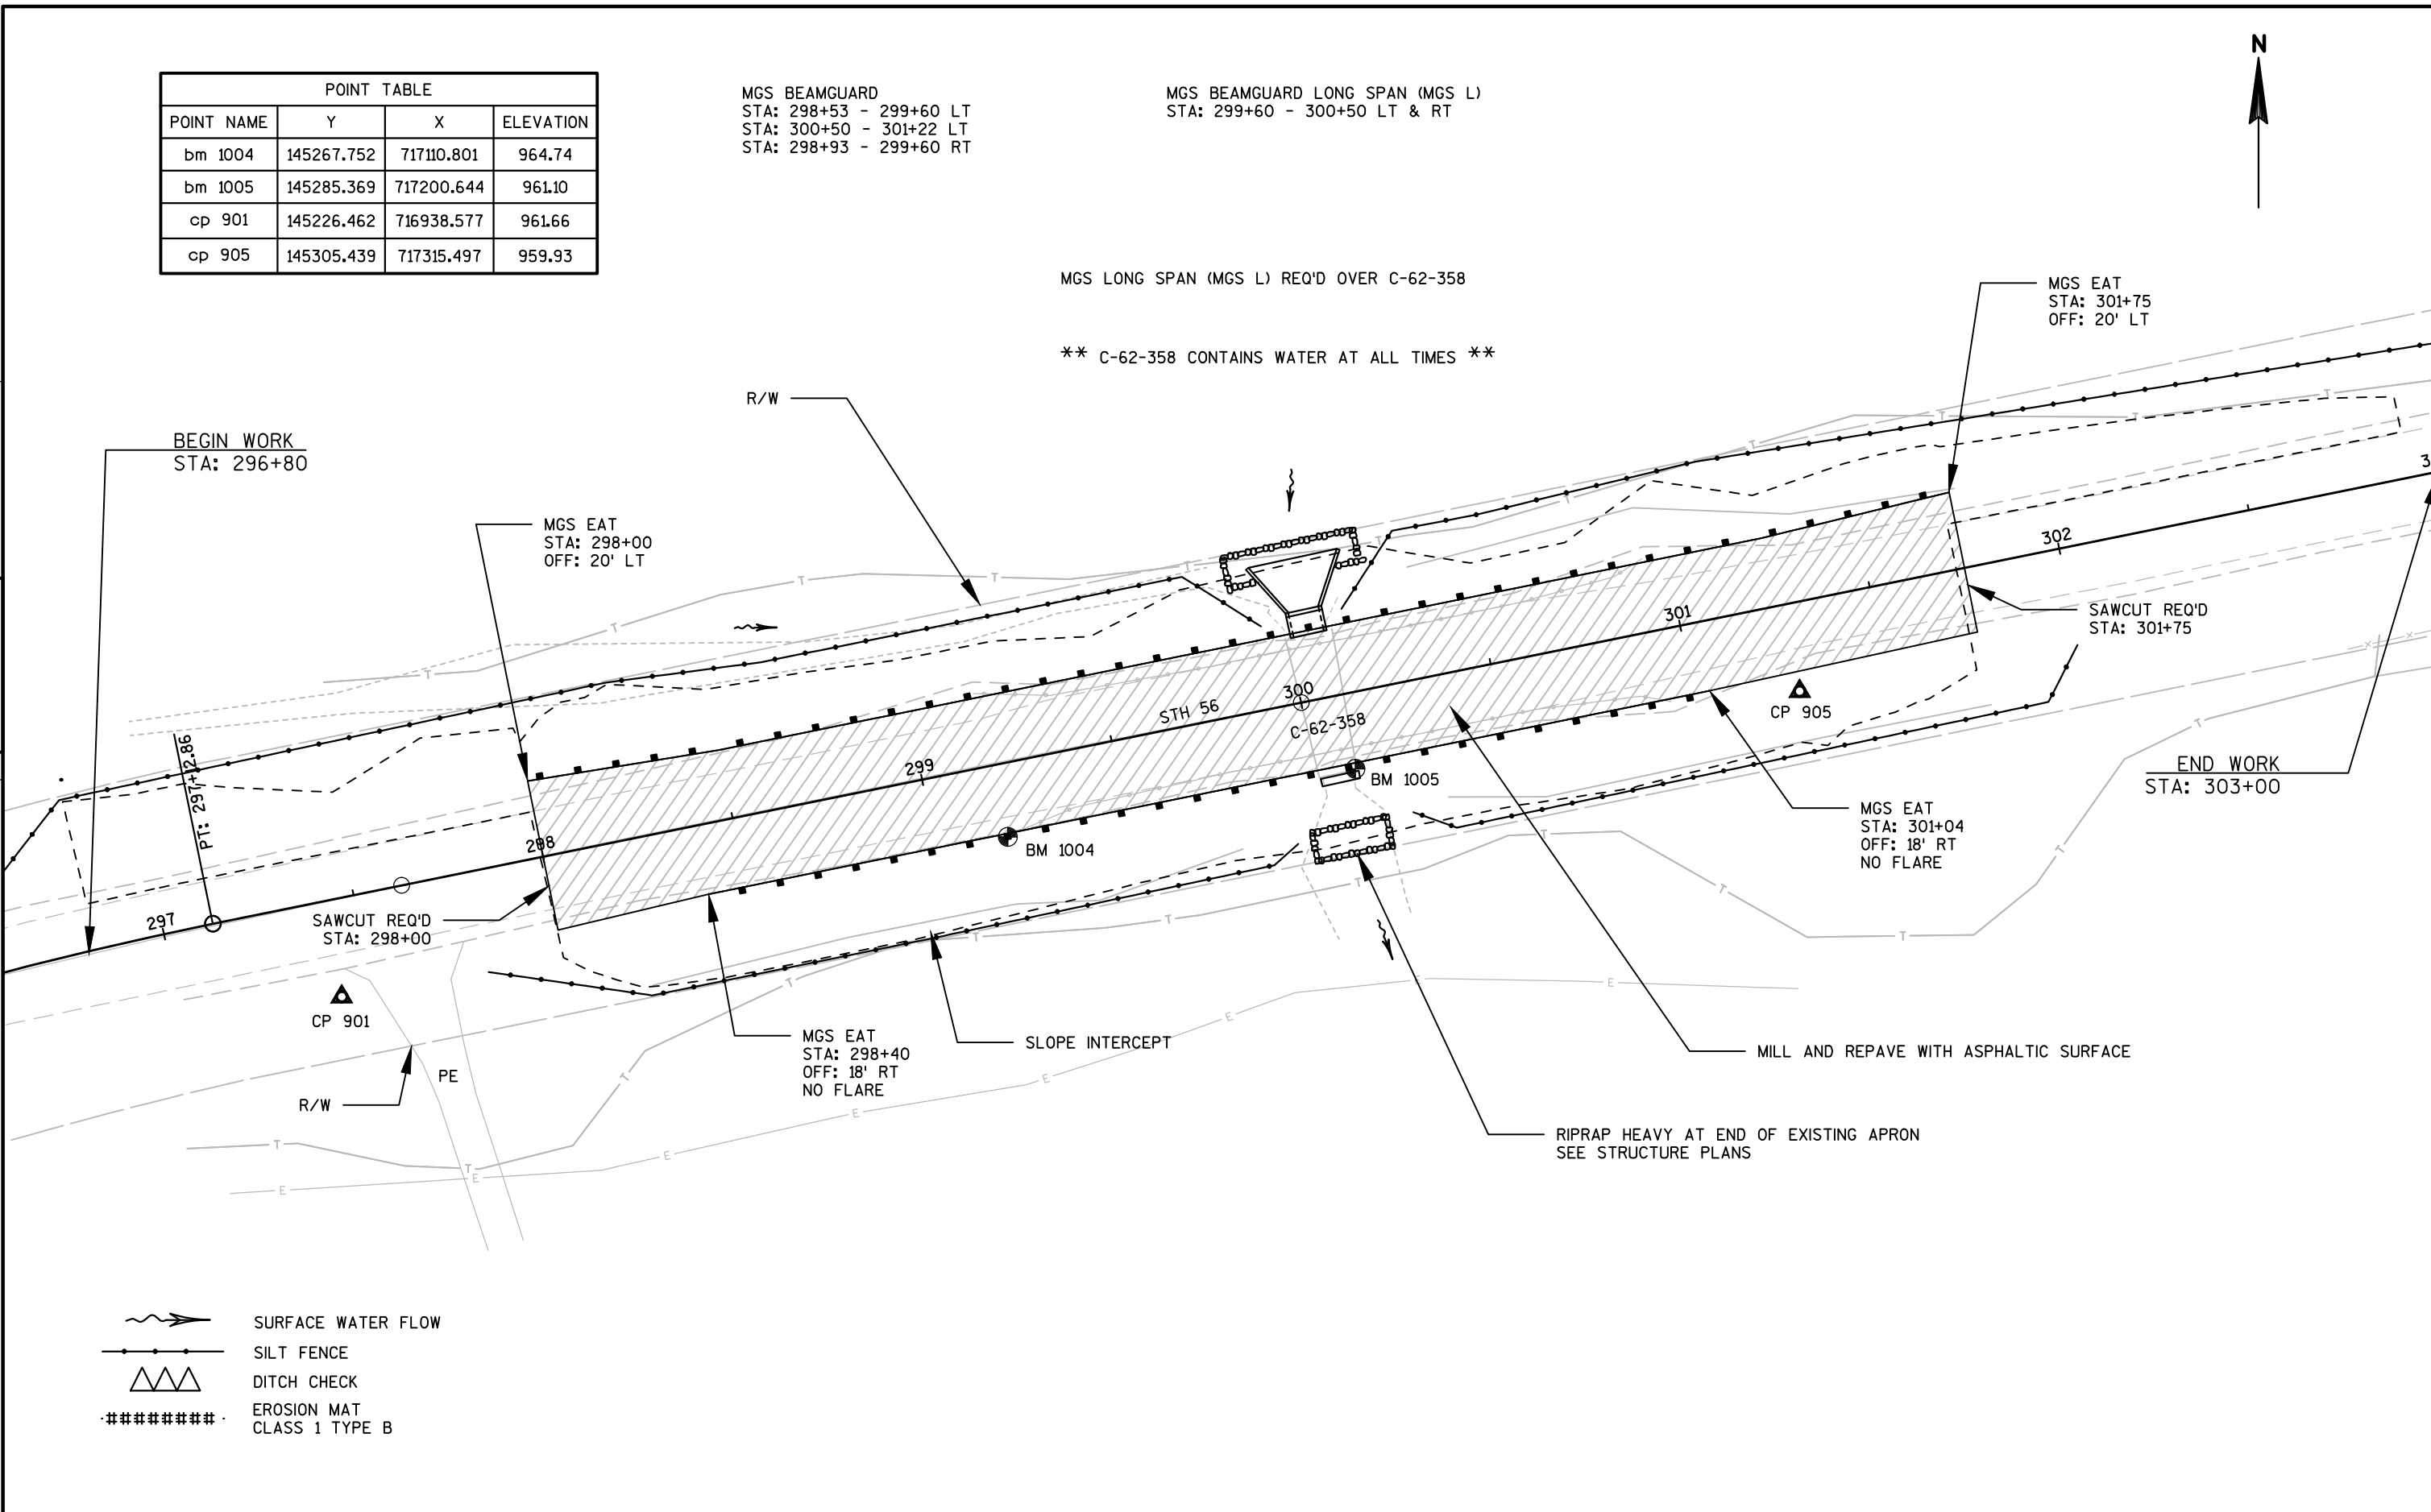 N
POINT TABLE
POINT NAME Y X ELEVATION
bm 1004 145267.752 717110.801 964.74
bm 1005 145285.369 717200.644 961.10
cp 901 145226.462 716938.577 961.66
cp 905 145305.439 717315.497 959.93
MGS BEAMGUARD
STA: 298+53 - 299+60 LT
STA: 300+50 - 301+22 LT
STA: 298+93 - 299+60 RT
MGS BEAMGUARD LONG SPAN (MGS L)
STA: 299+60 - 300+50 LT & RT
MGS LONG SPAN (MGS L) REQ'D OVER C-62-358
** C-62-358 CONTAINS WATER AT ALL TIMES **
MGS EAT
STA: 301+75
OFF: 20' LT
R/W
BEGIN WORK
STA: 296+80
MGS EAT
STA: 298+00
OFF: 20' LT
302
301
SAWCUT REQ'D
STA: 301+75
300
STH 56
C-62-358
CP 905
299
BM 1005
PT: 297+12.86
END WORK
STA: 303+00
298
BM 1004
MGS EAT
STA: 301+04
OFF: 18' RT
NO FLARE
297
SAWCUT REQ'D
STA: 298+00
CP 901
MGS EAT
STA: 298+40
OFF: 18' RT
NO FLARE
SLOPE INTERCEPT
MILL AND REPAVE WITH ASPHALTIC SURFACE
PE
R/W
RIPRAP HEAVY AT END OF EXISTING APRON
SEE STRUCTURE PLANS
SURFACE WATER FLOW
SILT FENCE
DITCH CHECK
EROSION MAT
CLASS 1 TYPE B